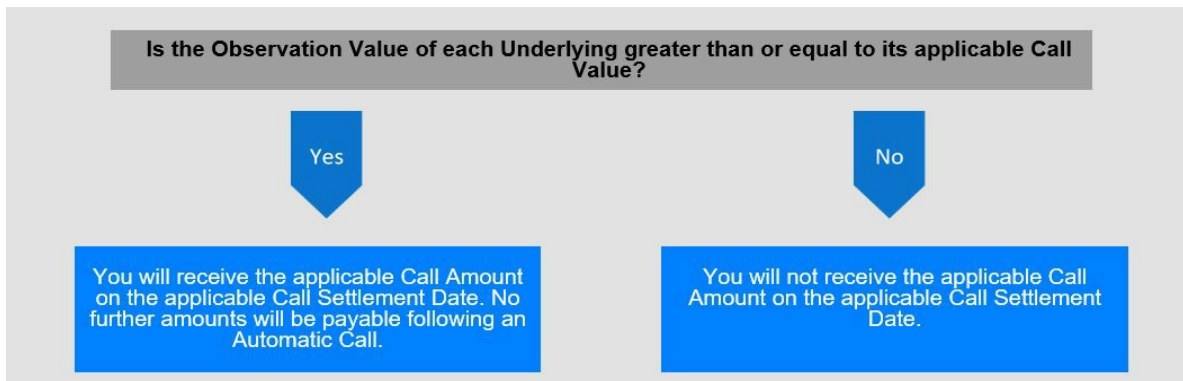 Is the Observation Value of each Underlying greater than or equal to its applicable Call
Value?
Yes
No
You will receive the applicable Call Amount
on the applicable Call Settlement Date. No
further amounts will be payable following an
Automatic Call.
You will not receive the applicable Call
Amount on the applicable Call Settlement
Date.